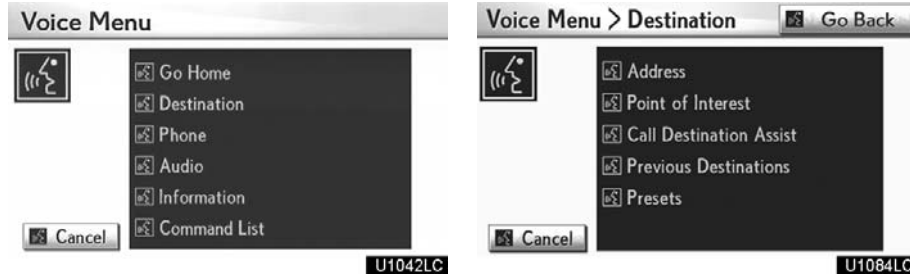 Voice Menu
Go Home
Destination
Phone
Audio
Information
Command List
Cancel
U1042LC
Voice Menu > Destination
Go Back
Address
Point of Interest
Call Destination Assist
Previous Destinations
Presets
Cancel
U1084LC